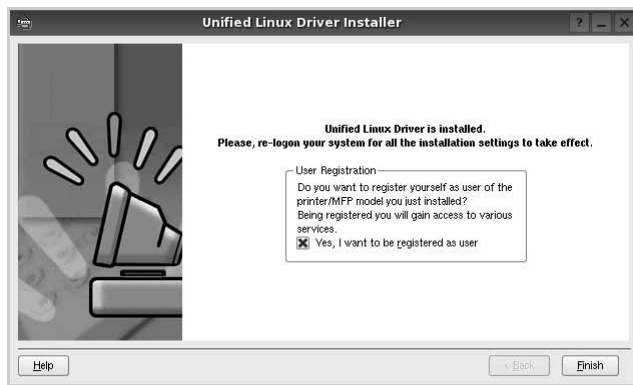 Unified Linux Driver Installer
Unified Linux Driver is installed.
Please, re-logon your system for all the installation settings to take effect.
User Registration
Do you want to register yourself as user of the
printer/MFP model you just installed?
Being registered you will gain access to various
services.
Yes, I want to be registered as user
Help
< Back
Finish